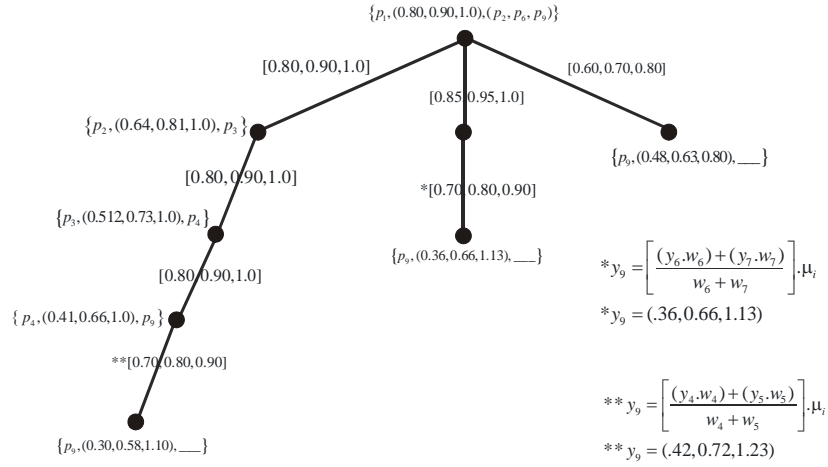 {p₁,(0.80,0.90,1.0),(p₂,p₆,p₉)}
[0.80,0.90,1.0]
[0.60,0.70,0.80]
[0.85,0.95,1.0]
{p₂,(0.64,0.81,1.0),p₃}
{p₉,(0.48,0.63,0.80),___}
[0.80,0.90,1.0]
*[0.70,0.80,0.90]
{p₃,(0.512,0.73,1.0),p₄}
{p₉,(0.36,0.66,1.13),___}
*y₉ = [((y₆.w₆)+(y₇.w₇))/(w₆+w₇)].μᵢ
[0.80,0.90,1.0]
*y₉ = (.36,0.66,1.13)
{p₄,(0.41,0.66,1.0),p₉}
**[0.70,0.80,0.90]
**y₉ = [((y₄.w₄)+(y₅.w₅))/(w₄+w₅)].μᵢ
{p₉,(0.30,0.58,1.10),___}
**y₉ = (.42,0.72,1.23)